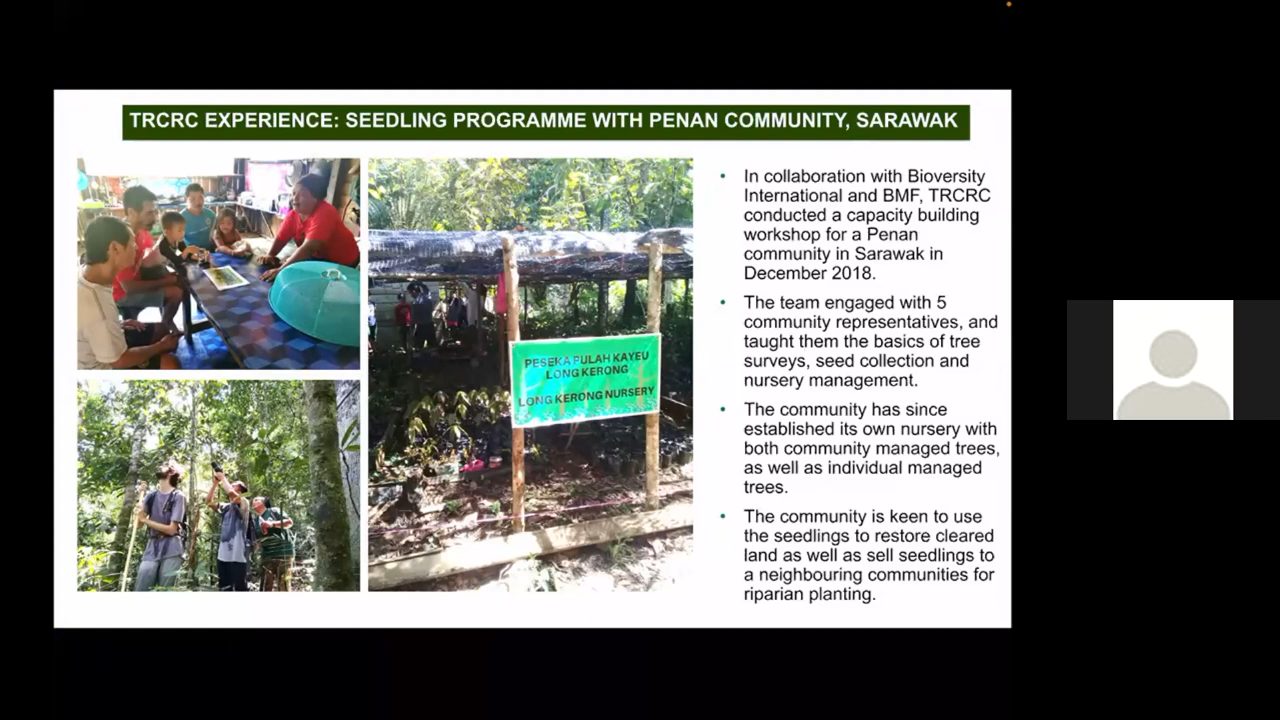 TRCRC EXPERIENCE: SEEDLING PROGRAMME WITH PENAN COMMUNITY, SARAWAK
PESEKA PULAH KAYEU
LONG KERONG
LONG KERONG NURSERY
• In collaboration with Bioversity
International and BMF, TRCRC
conducted a capacity building
workshop for a Penan
community in Sarawak in
December 2018.
• The team engaged with 5
community representatives, and
taught them the basics of tree
surveys, seed collection and
nursery management.
• The community has since
established its own nursery with
both community managed trees,
as well as individual managed
trees.
• The community is keen to use
the seedlings to restore cleared
land as well as sell seedlings to
a neighbouring communities for
riparian planting.